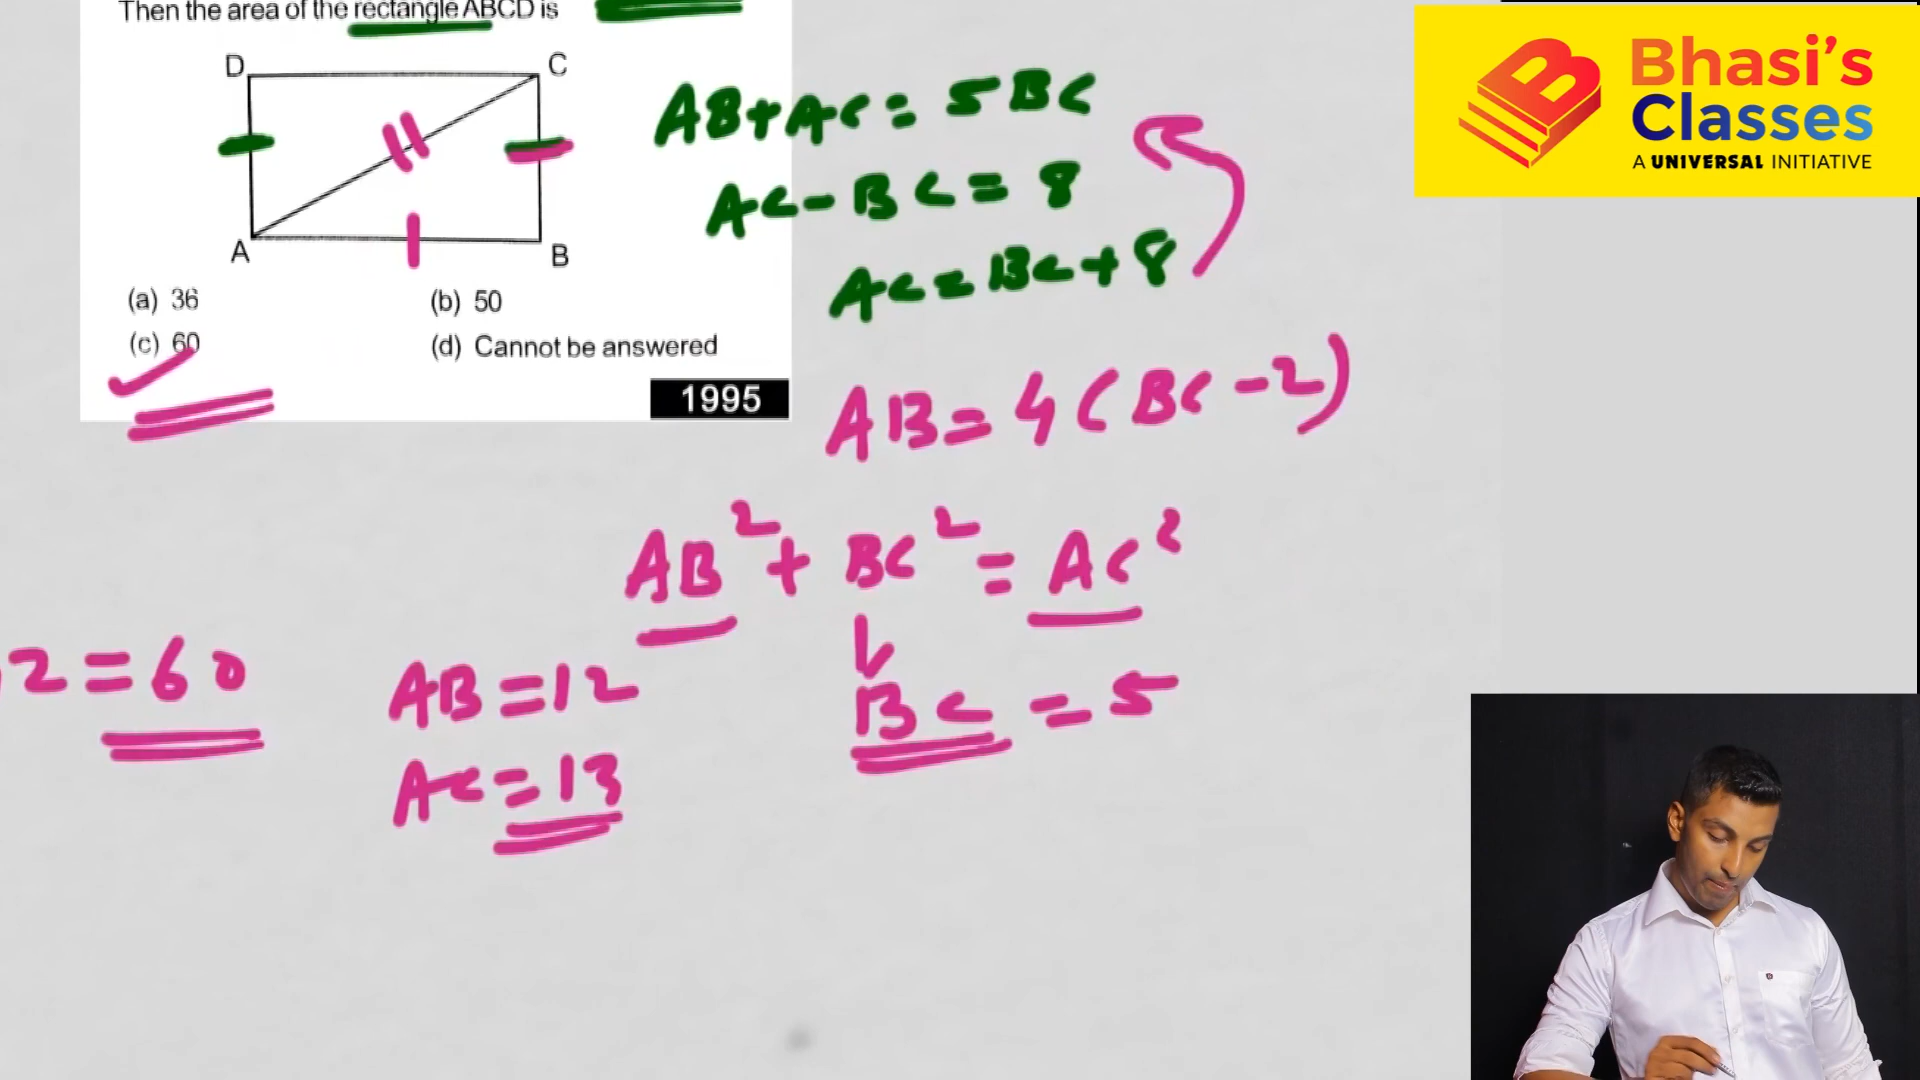 Then the area of the rectangle ABCD is
D
C
A
B
(a) 36
(b) 50
(c) 60
(d) Cannot be answered
1995
AB+AC = 5BC
AC-BC = 8
AC = BC+8
AB = 4(BC-2)
AB²+ BC² = AC²
BC = 5
AB = 12
AC = 13
2 = 60
Bhasi's
Classes
A UNIVERSAL INITIATIVE